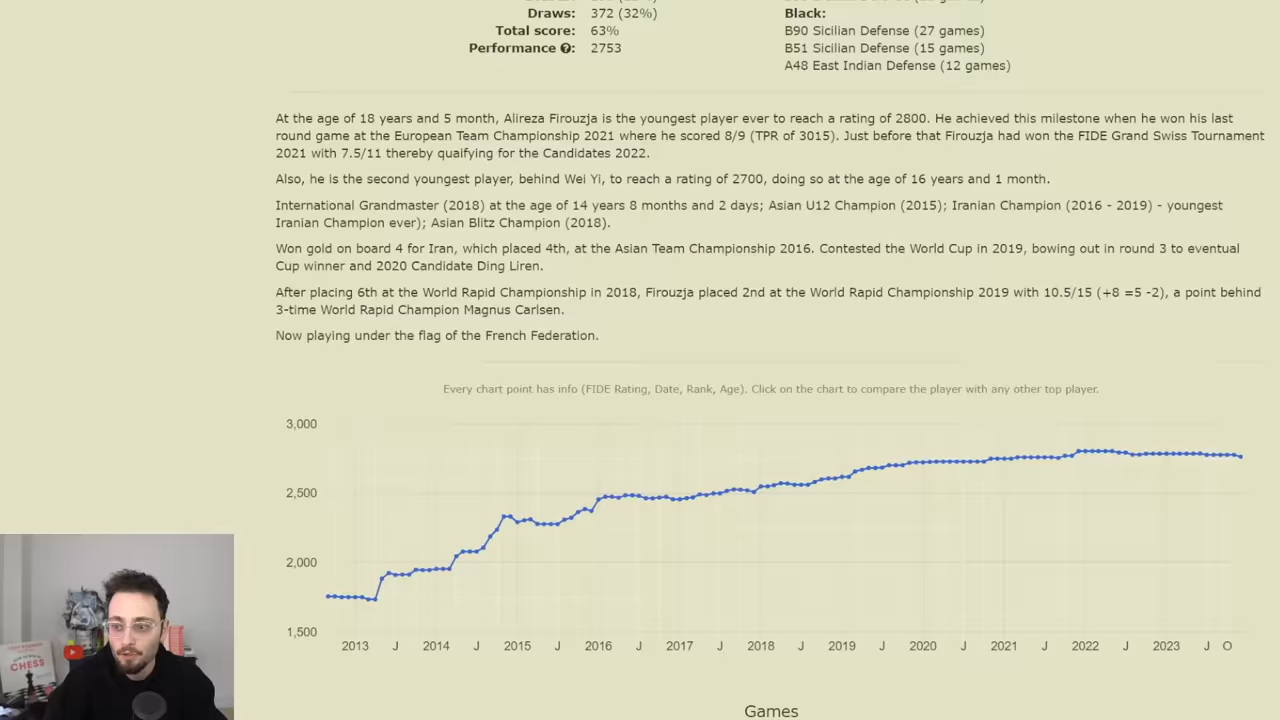 Draws: 372 (32%)
Total score: 63%
Performance ?: 2753
Black:
B90 Sicilian Defense (27 games)
B51 Sicilian Defense (15 games)
A48 East Indian Defense (12 games)
At the age of 18 years and 5 month, Alireza Firouzja is the youngest player ever to reach a rating of 2800. He achieved this milestone when he won his last
round game at the European Team Championship 2021 where he scored 8/9 (TPR of 3015). Just before that Firouzja had won the FIDE Grand Swiss Tournament
2021 with 7.5/11 thereby quaifying for the Candidates 2022.
Also, he is the second youngest player, behind Wei Yi, to reach a rating of 2700, doing so at the age of 16 years and 1 month.
International Grandmaster (2018) at the age of 14 years 8 months and 2 days; Asian U12 Champion (2015); Iranian Champion (2016 - 2019) - youngest
Iranian Champion ever); Asian Blitz Champion (2018).
Won gold on board 4 for Iran, which placed 4th, at the Asian Team Championship 2016. Contested the World Cup in 2019, bowing out in round 3 to eventual
Cup winner and 2020 Candidate Ding Liren.
After placing 6th at the World Rapid Championship in 2018, Firouzja placed 2nd at the World Rapid Championship 2019 with 10.5/15 (+8 =5 -2), a point behind
3-time World Rapid Champion Magnus Carlsen.
Now playing under the flag of the French Federation.
Every chart point has info (FIDE Rating, Date, Rank, Age). Click on the chart to compare the player with any other top player.
3,000
2,500
2,000
1,500
2013 J 2014 J 2015 J 2016 J 2017 J 2018 J 2019 J 2020 J 2021 J 2022 J 2023 J O
CHESS
Games